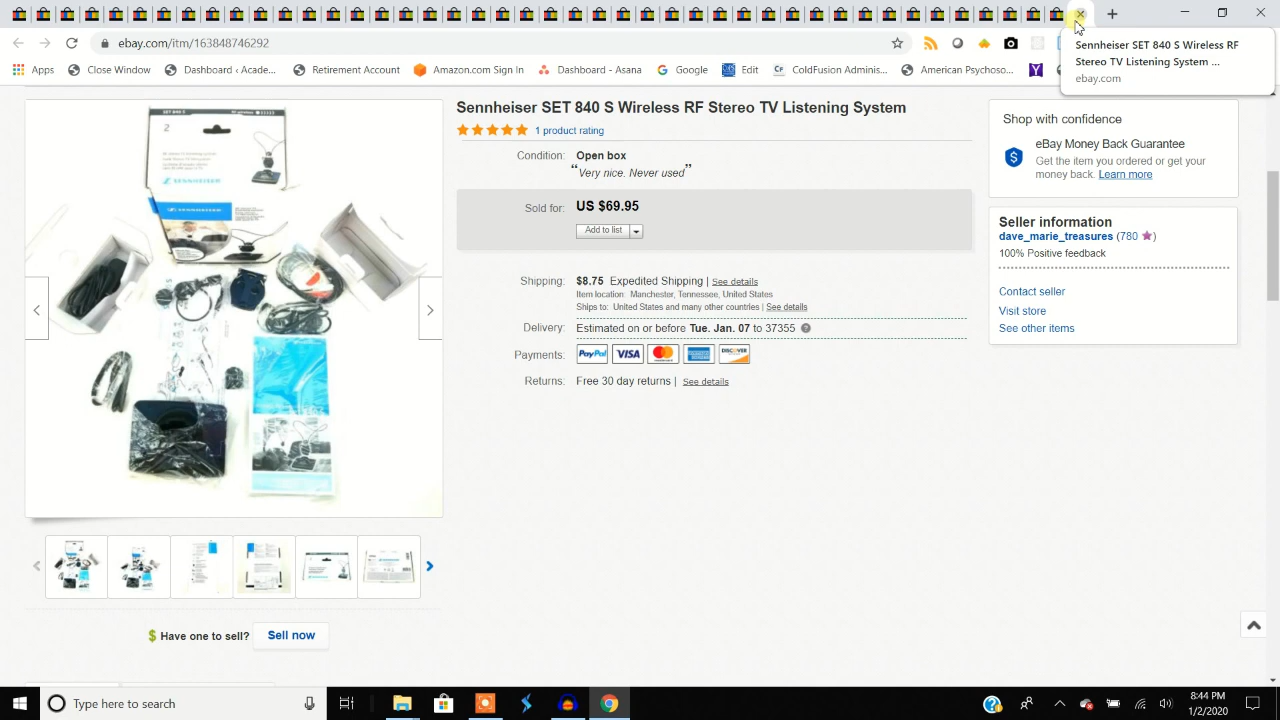 Sennheiser SET 840 S Wireless RF
Stereo TV Listening System ...
ebay.com
ebay.com/itm/163848746292
Apps
Close Window
Dashboard ‹ Acade...
Retirement Account
Amazon.com Sign In
Dashboard - Asana
Google
Edit
ColdFusion Adminis...
American Psychoso...
Sennheiser SET 840 S Wireless RF Stereo TV Listening System
1 product rating
Condition: Open box
“Very nice. Never used”
Sold for: US $69.95
Add to list
Shipping: $8.75 Expedited Shipping | See details
Item location: Manchester, Tennessee, United States
Ships to: United States and many other countries | See details
Delivery: Estimated on or before Tue. Jan. 07 to 37355
Payments: PayPal VISA MasterCard DISCOVER
Returns: Free 30 day returns | See details
Shop with confidence
eBay Money Back Guarantee
Get the item you ordered or get your
money back. Learn more
Seller information
dave_marie_treasures (780)
100% Positive feedback
Contact seller
Visit store
See other items
SET 840 S
2
SENNHEISER
Have one to sell? Sell now
Type here to search
8:44 PM
1/2/2020